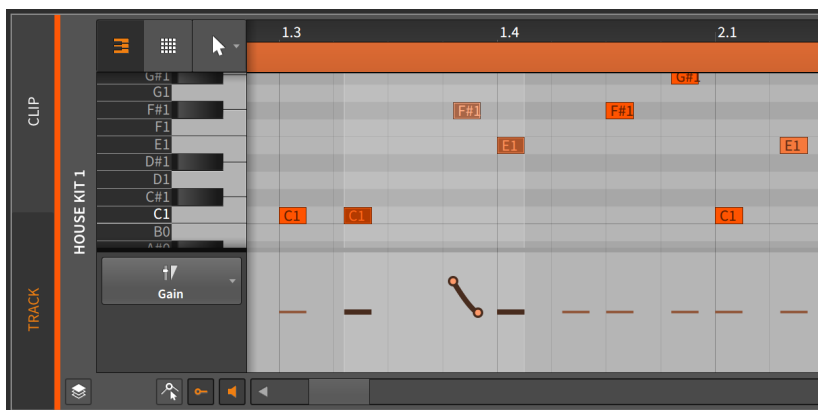 1.3 1.4 2.1
CLIP
TRACK
HOUSE KIT 1
G#1
G1
F#1
F1
E1
D#1
D1
C#1
C1
B0
A#0
G#1
F#1 F#1
E1 E1
C1 C1 C1
Gain